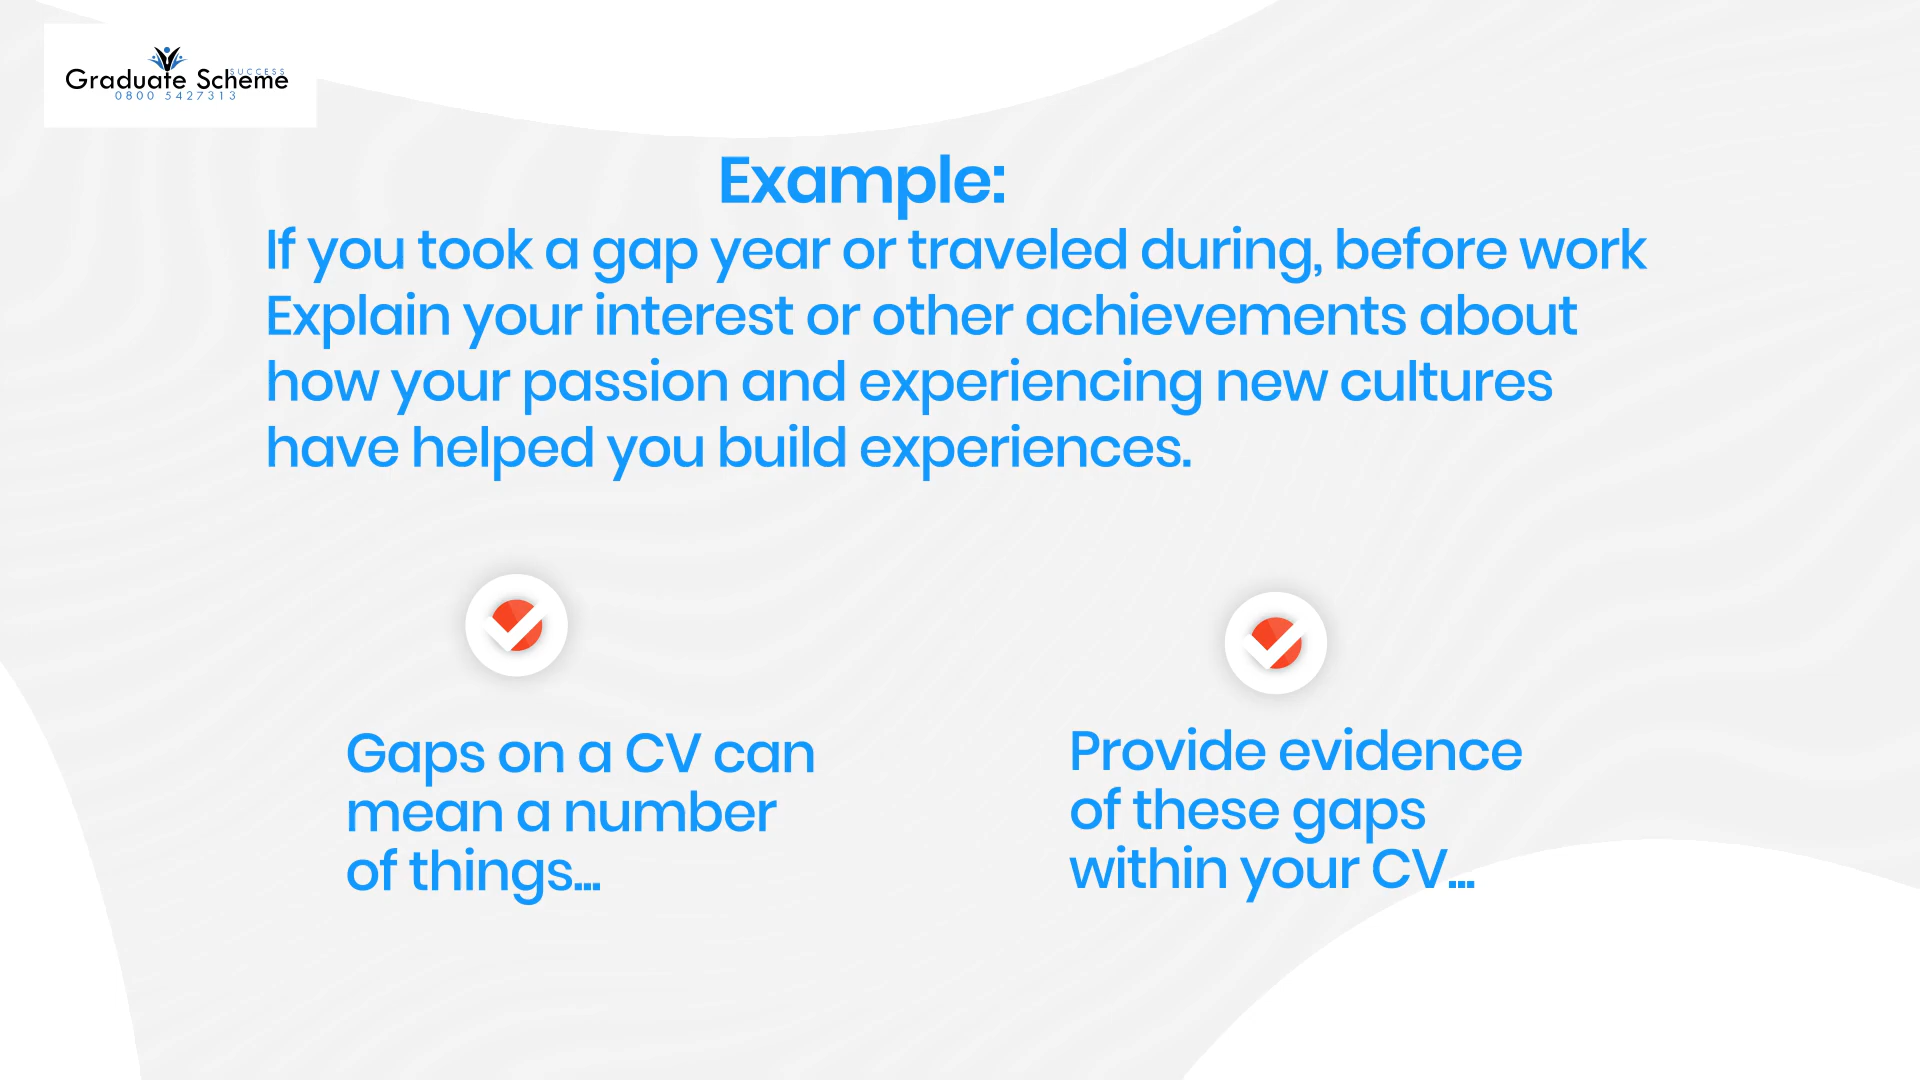 Graduate Scheme
SUCCESS
0800 5427313
Example:
If you took a gap year or traveled during, before work
Explain your interest or other achievements about
how your passion and experiencing new cultures
have helped you build experiences.
Gaps on a CV can
mean a number
of things...
Provide evidence
of these gaps
within your CV...